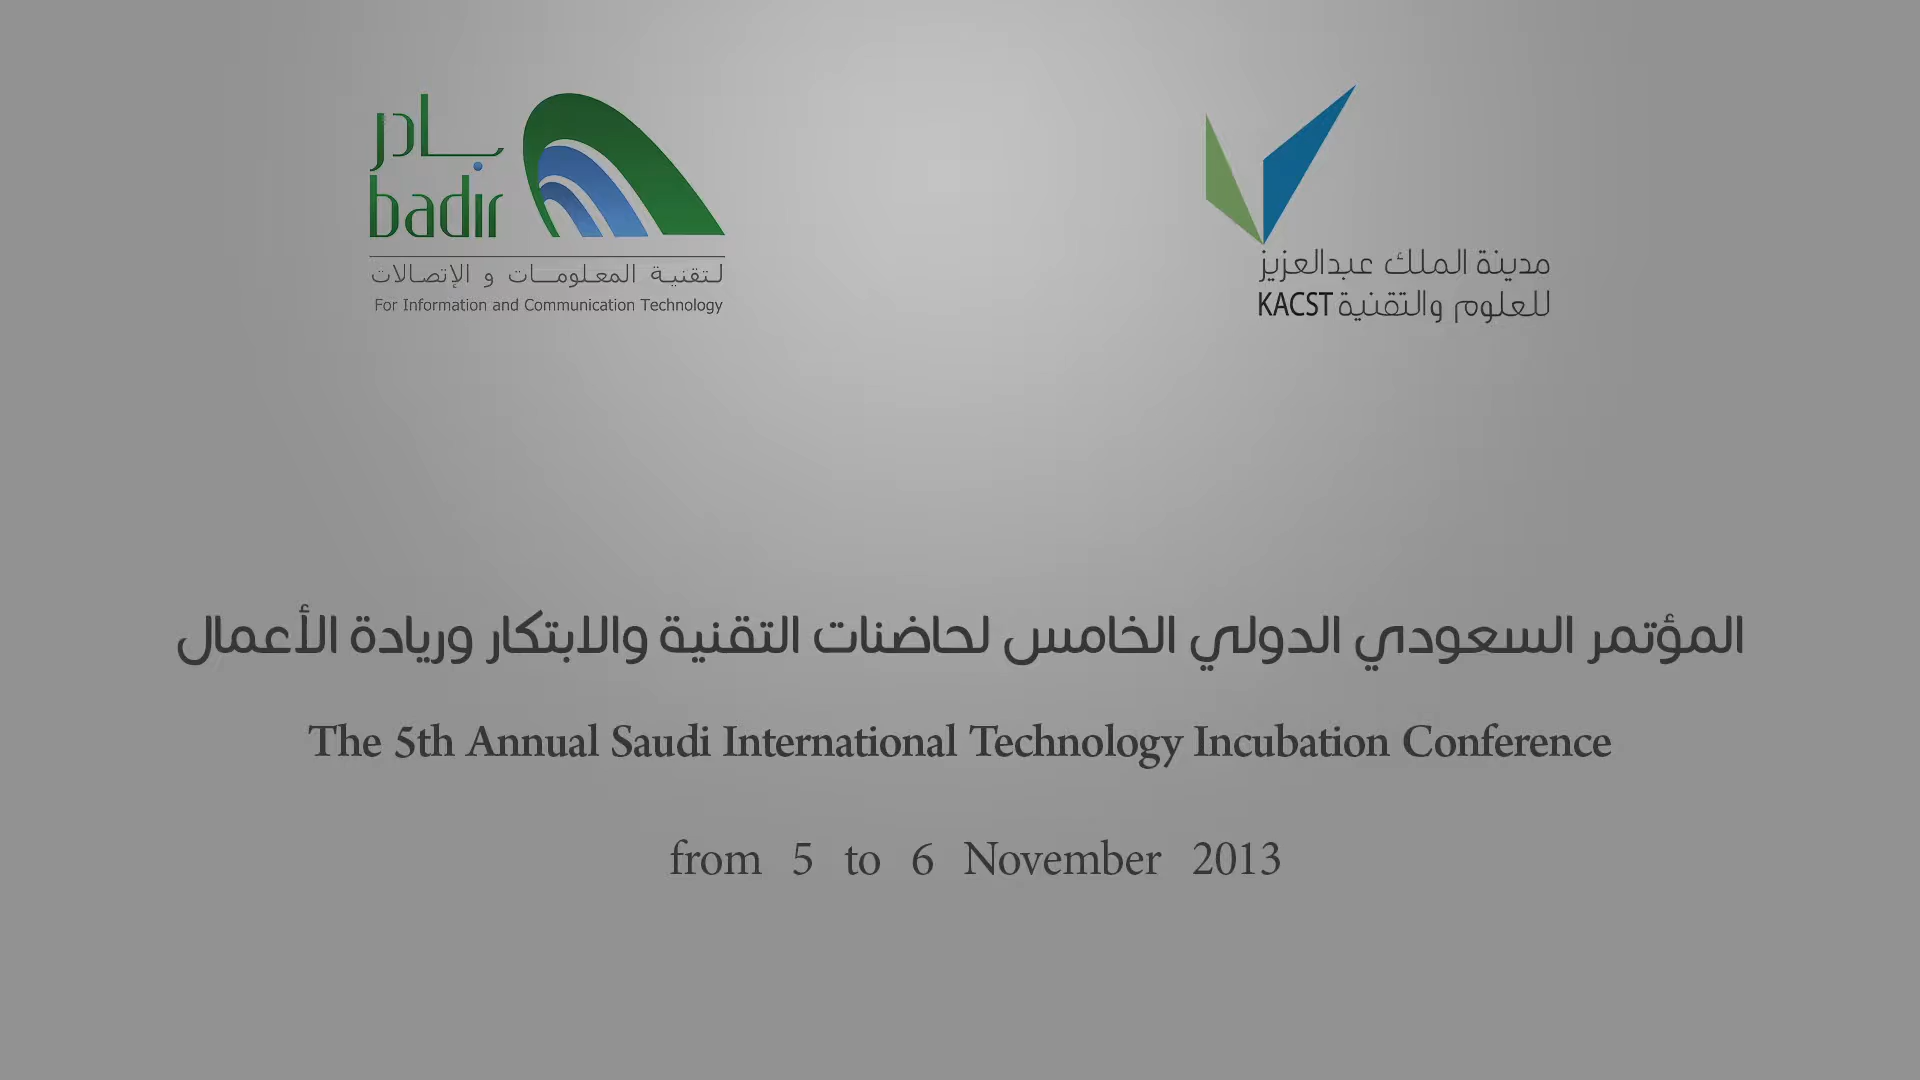 بادر
badir
لتقنية المعلومات و الإتصالات
For Information and Communication Technology
مدينة الملك عبدالعزيز
للعلوم والتقنية KACST
المؤتمر السعودي الدولي الخامس لحاضنات التقنية والابتكار وريادة الأعمال
The 5th Annual Saudi International Technology Incubation Conference
from 5 to 6 November 2013